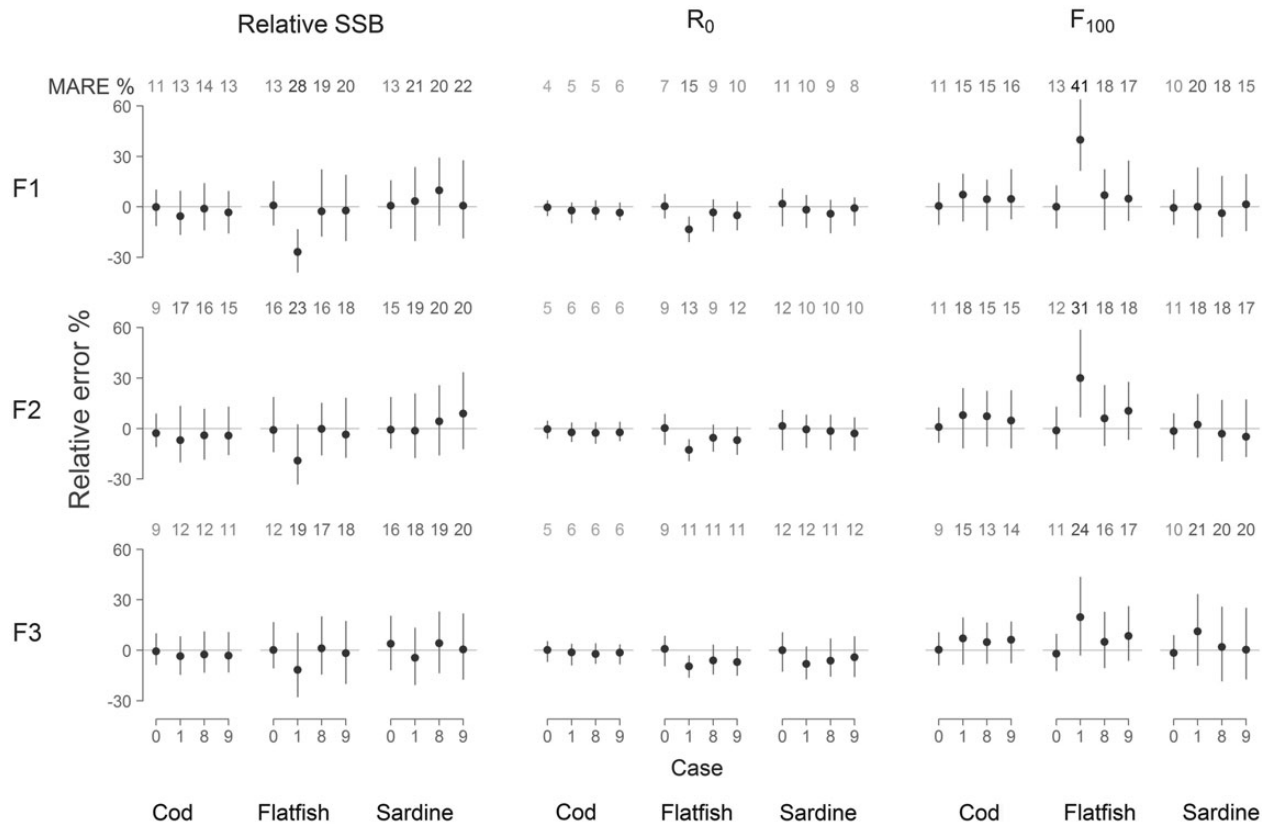 Relative SSB R₀ F₁₀₀
MARE % 11 13 14 13 13 28 19 20 13 21 20 22 4 5 5 6 7 15 9 10 11 10 9 8 11 15 15 16 13 41 18 17 10 20 18 15
60
30
F1
0
-30
9 17 16 15 16 23 16 18 15 19 20 20 5 6 6 6 9 13 9 12 12 10 10 10 11 18 15 15 12 31 18 18 11 18 18 17
Relative error %
60
30
F2
0
-30
9 12 12 11 12 19 17 18 16 18 19 20 5 6 6 6 9 11 11 11 12 12 11 12 9 15 13 14 11 24 16 17 10 21 20 20
60
30
F3
0
-30
0 1 8 9 0 1 8 9 0 1 8 9 0 1 8 9 0 1 8 9 0 1 8 9 0 1 8 9 0 1 8 9 0 1 8 9
Case
Cod Flatfish Sardine Cod Flatfish Sardine Cod Flatfish Sardine